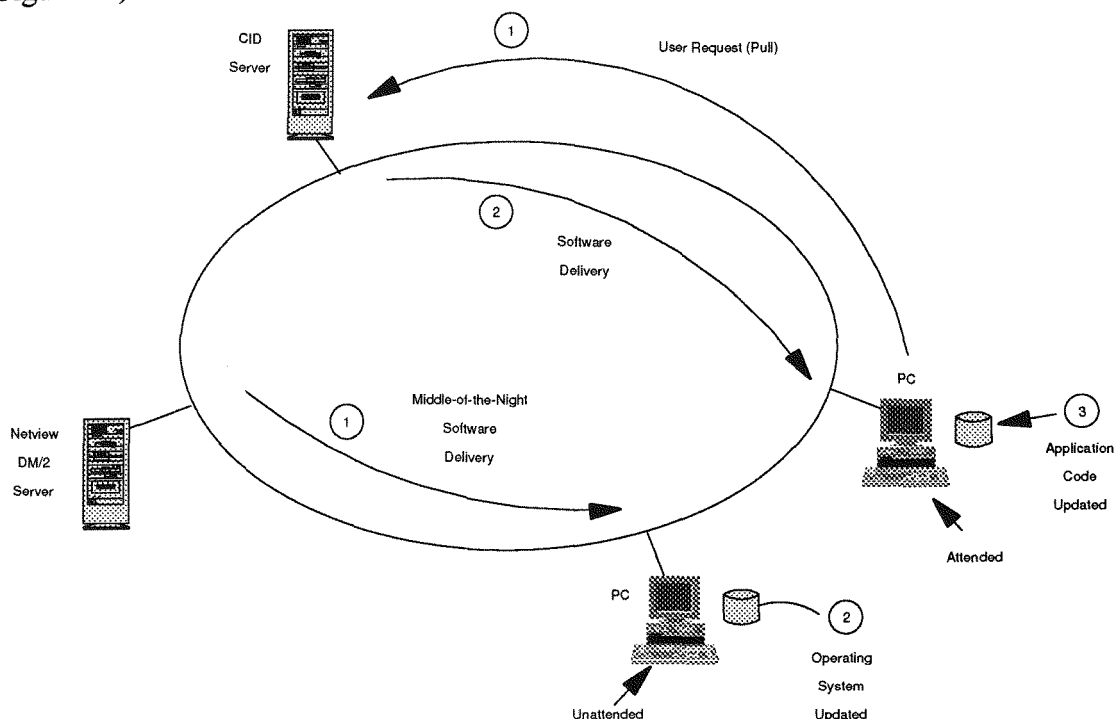 CID
Server
1
User Request (Pull)
2
Software
Delivery
PC
3
Application
Code
Updated
Attended
Middle-of-the-Night
Software
Delivery
1
Netview
DM/2
Server
PC
2
Operating
System
Updated
Unattended